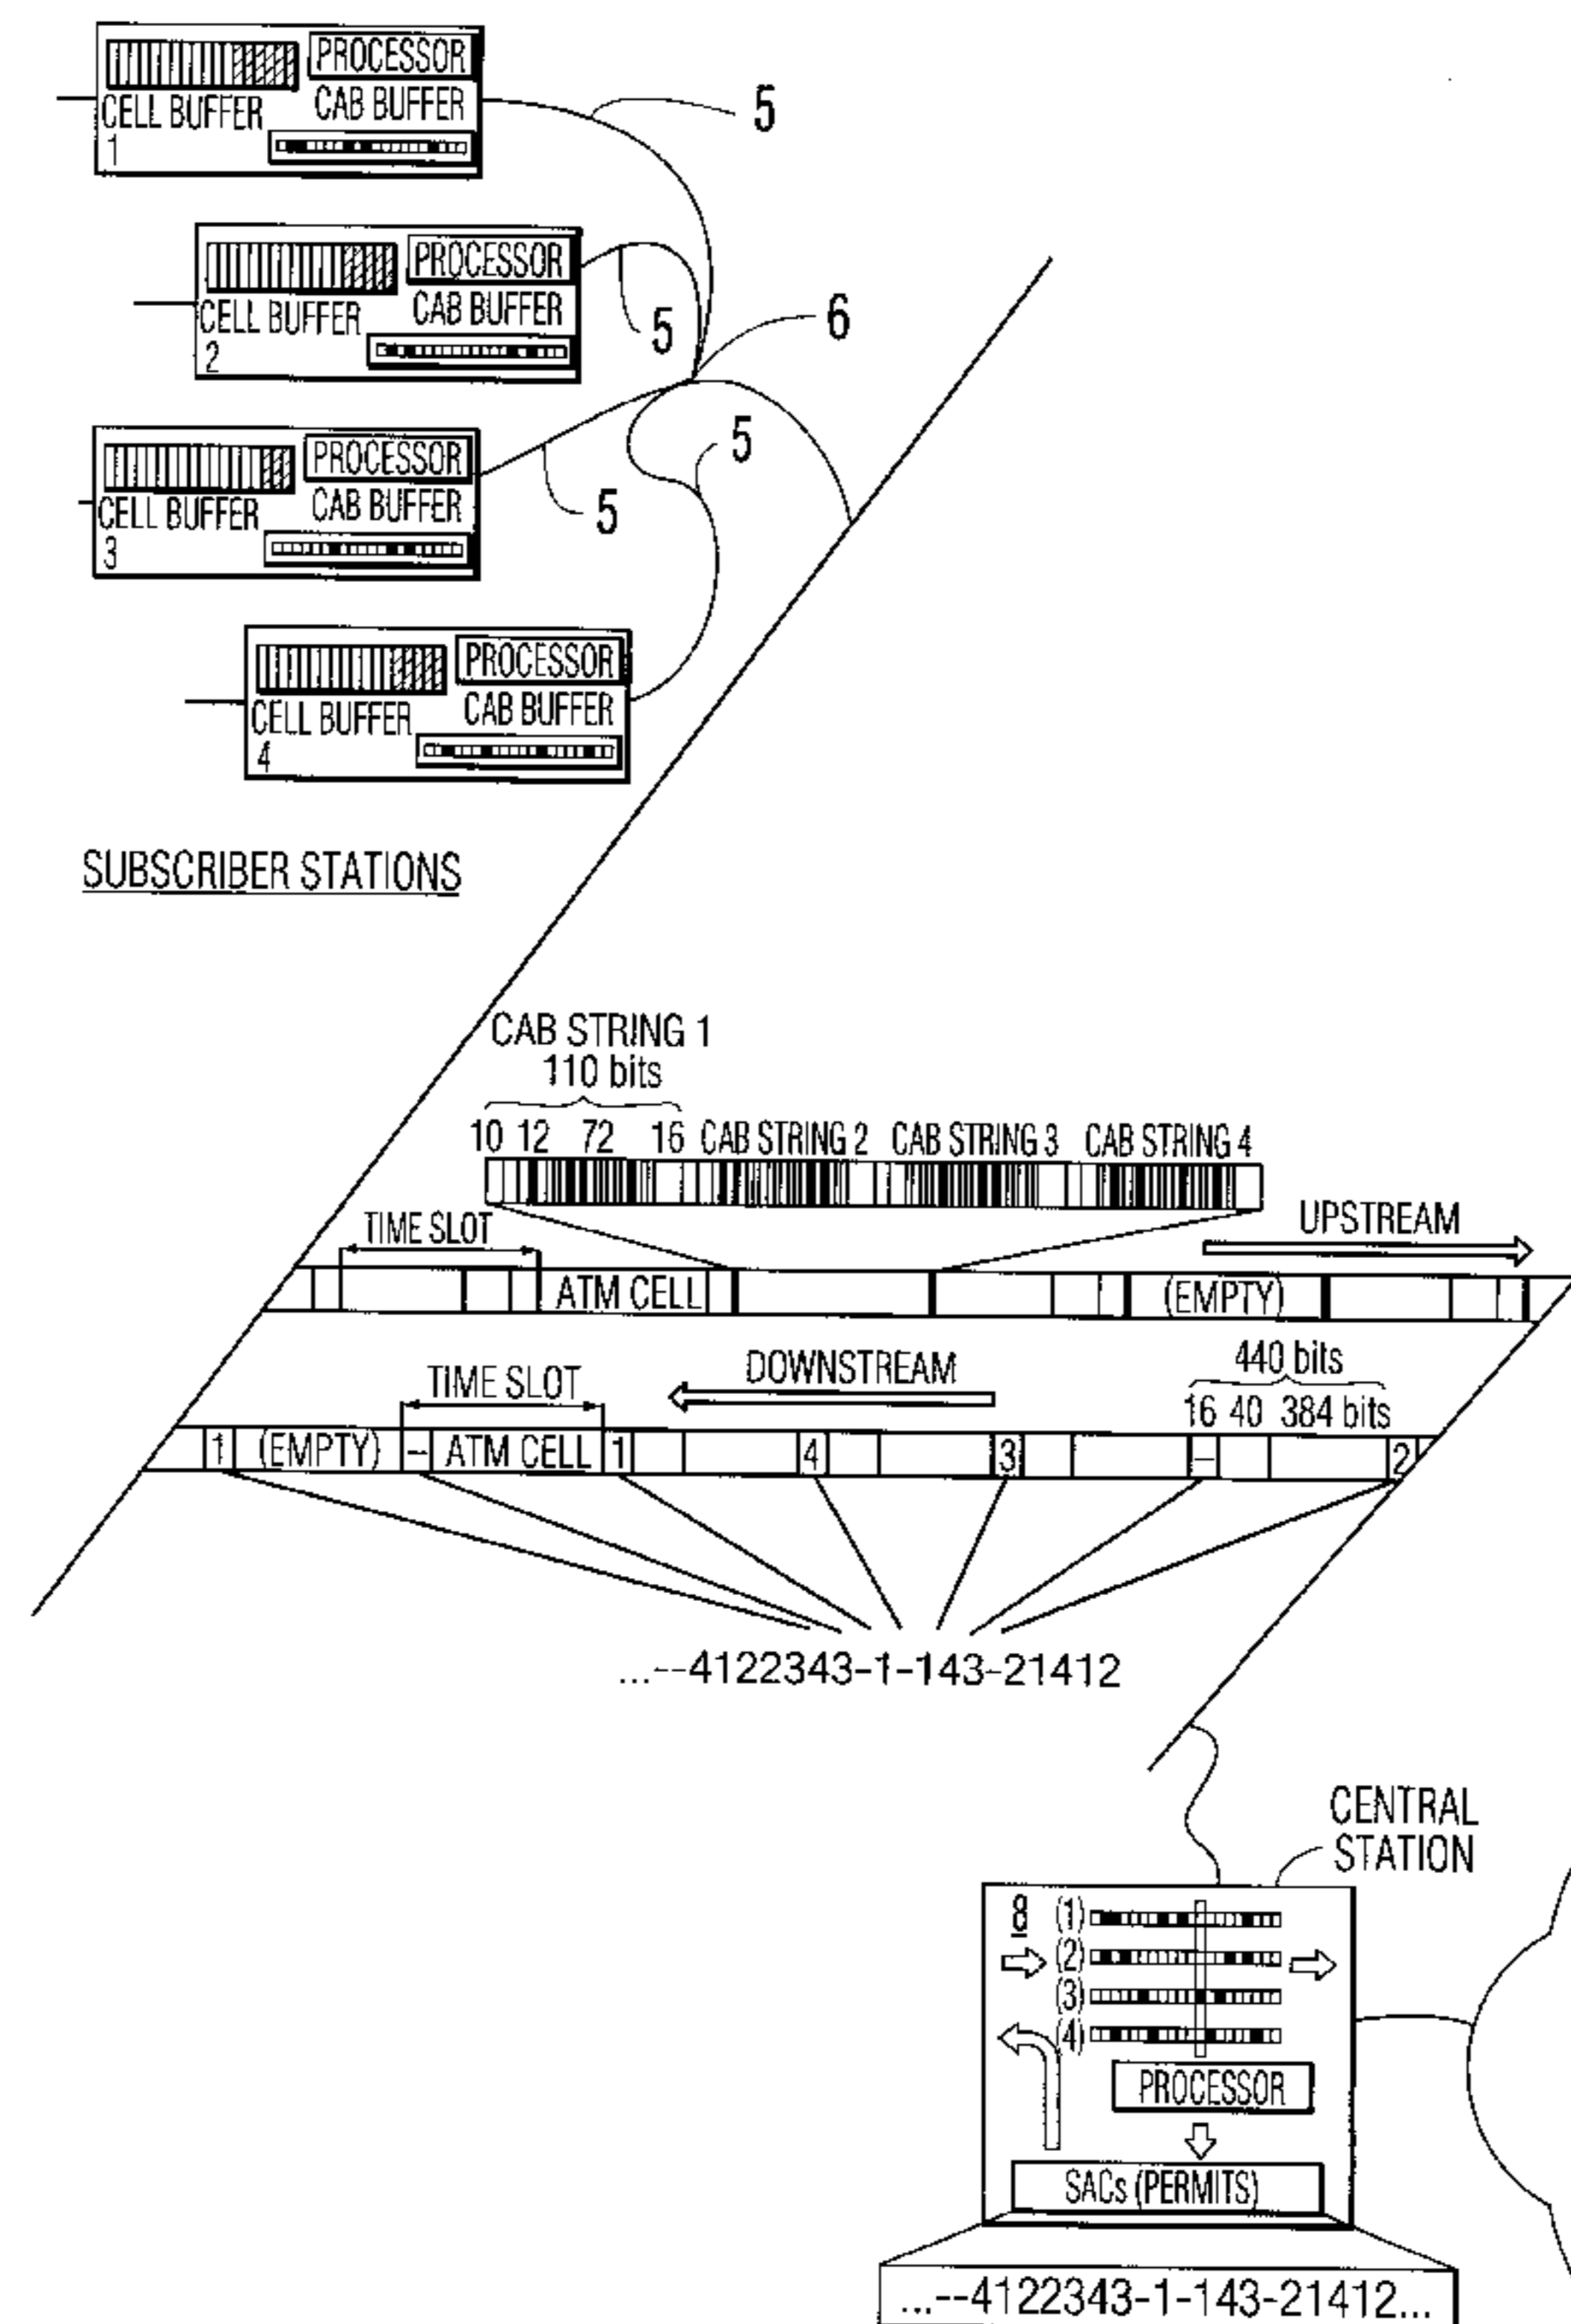 PROCESSOR
CAB BUFFER
CELL BUFFER
1
5
PROCESSOR
CAB BUFFER
CELL BUFFER
2
5
6
PROCESSOR
CAB BUFFER
CELL BUFFER
3
5
5
PROCESSOR
CAB BUFFER
CELL BUFFER
4
SUBSCRIBER STATIONS
CAB STRING 1
110 bits
10 12 72 16 CAB STRING 2 CAB STRING 3 CAB STRING 4
TIME SLOT
UPSTREAM
ATM CELL (EMPTY)
TIME SLOT
DOWNSTREAM
440 bits
16 40 384 bits
1 (EMPTY) – ATM CELL 1 4 3 – 2
...--4122343-1-143-21412
CENTRAL
STATION
8 (1)
(2)
(3)
(4)
PROCESSOR
SACs (PERMITS)
...--4122343-1-143-21412...